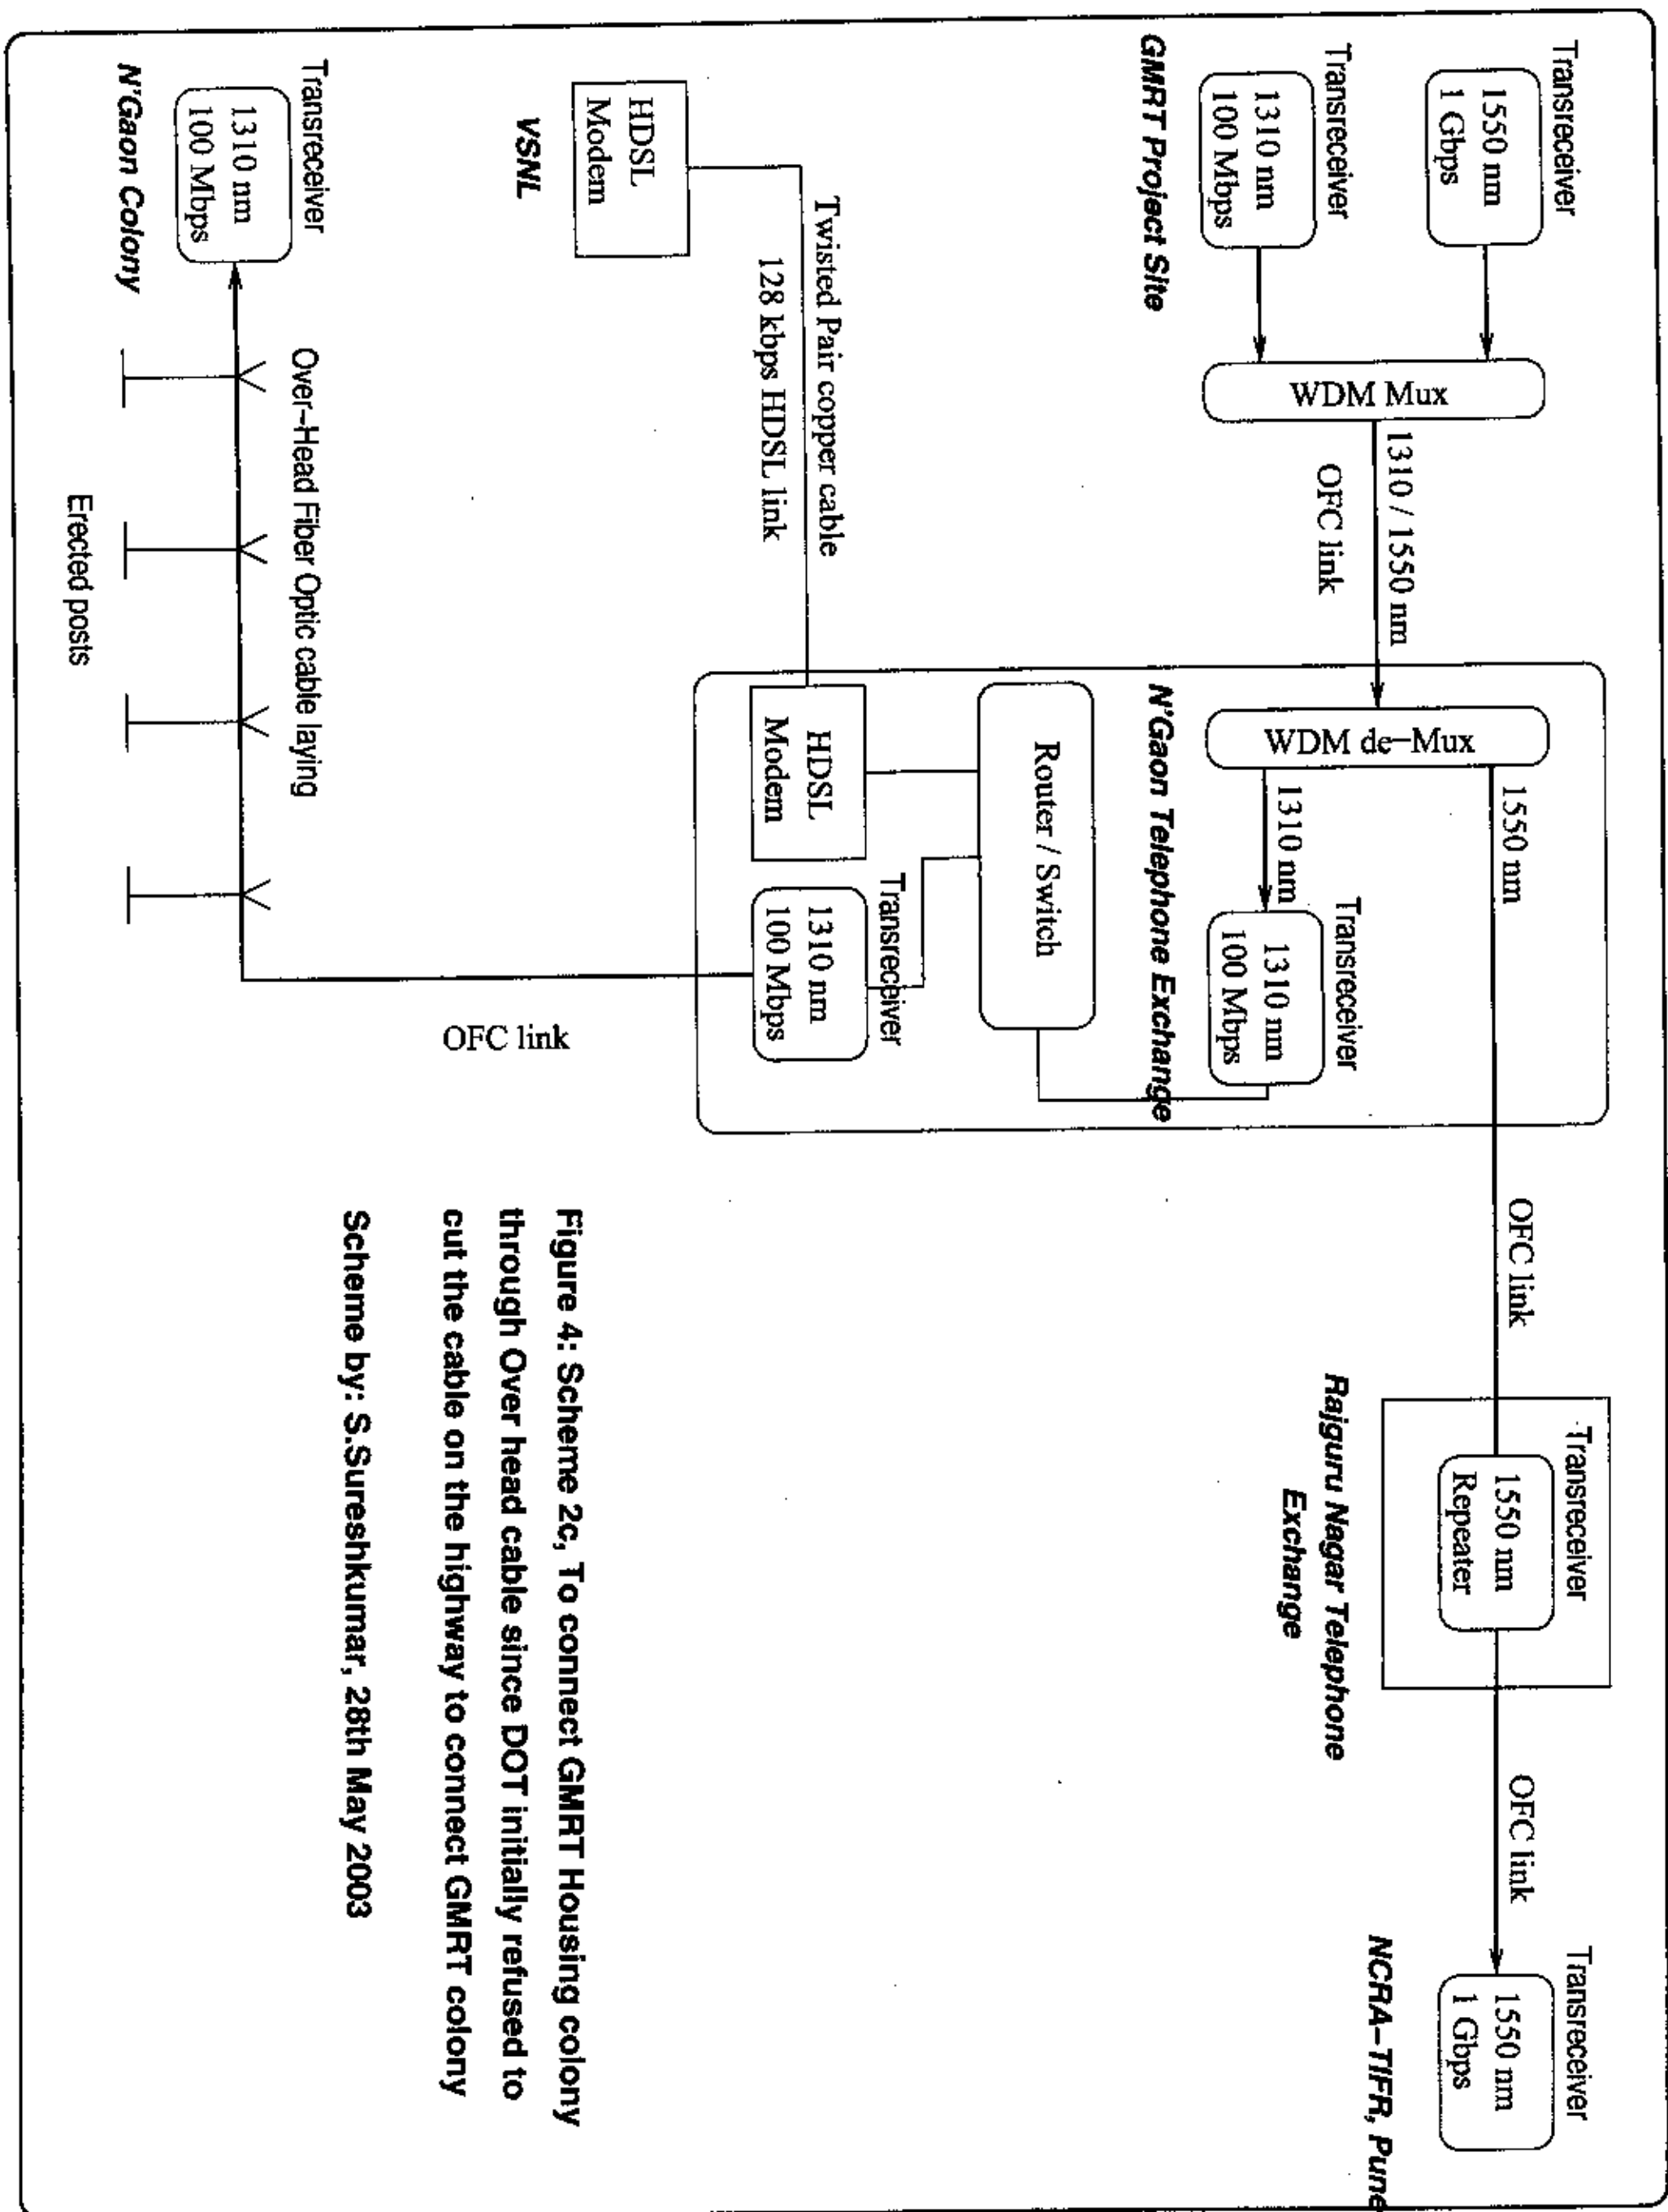 Transreceiver
1550 nm
1 Gbps
Transreceiver
1310 nm
100 Mbps
GMRT Project Site
WDM Mux
1310 / 1550 nm
OFC link
WDM de-Mux
1550 nm
1310 nm
Transreceiver
1310 nm
100 Mbps
N'Gaon Telephone Exchange
Router / Switch
HDSL
Modem
Transreceiver
1310 nm
100 Mbps
OFC link
Transreceiver
1550 nm
Repeater
Rajguru Nagar Telephone
Exchange
OFC link
Transreceiver
1550 nm
1 Gbps
NCRA-TIFR, Pune
Twisted Pair copper cable
128 kbps HDSL link
HDSL
Modem
VSNL
Transreceiver
1310 nm
100 Mbps
N'Gaon Colony
Over-Head Fiber Optic cable laying
Erected posts
OFC link
Figure 4: Scheme 2c, To connect GMRT Housing colony
through Over head cable since DOT initially refused to
cut the cable on the highway to connect GMRT colony
Scheme by: S.Sureshkumar, 28th May 2003